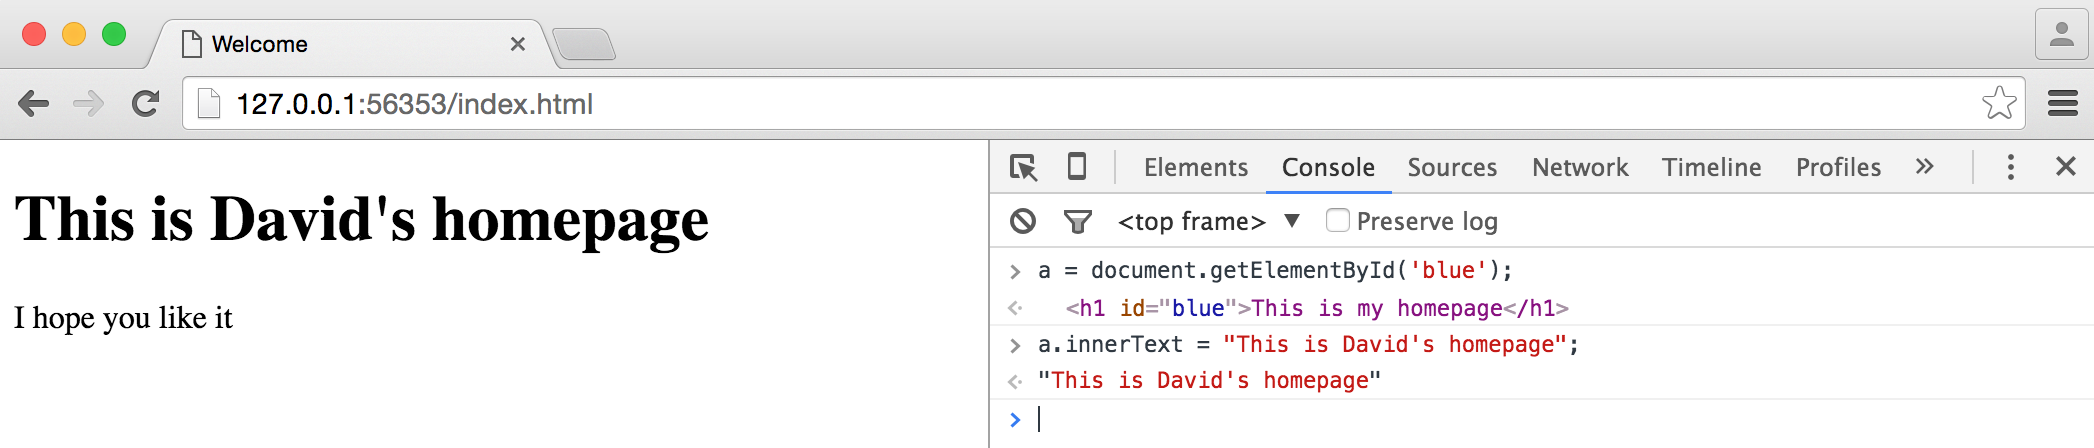 Welcome
127.0.0.1:56353/index.html
This is David's homepage
I hope you like it
Elements Console Sources Network Timeline Profiles
<top frame> ▼ Preserve log
> a = document.getElementById('blue');
<h1 id="blue">This is my homepage</h1>
> a.innerText = "This is David's homepage";
"This is David's homepage"
>